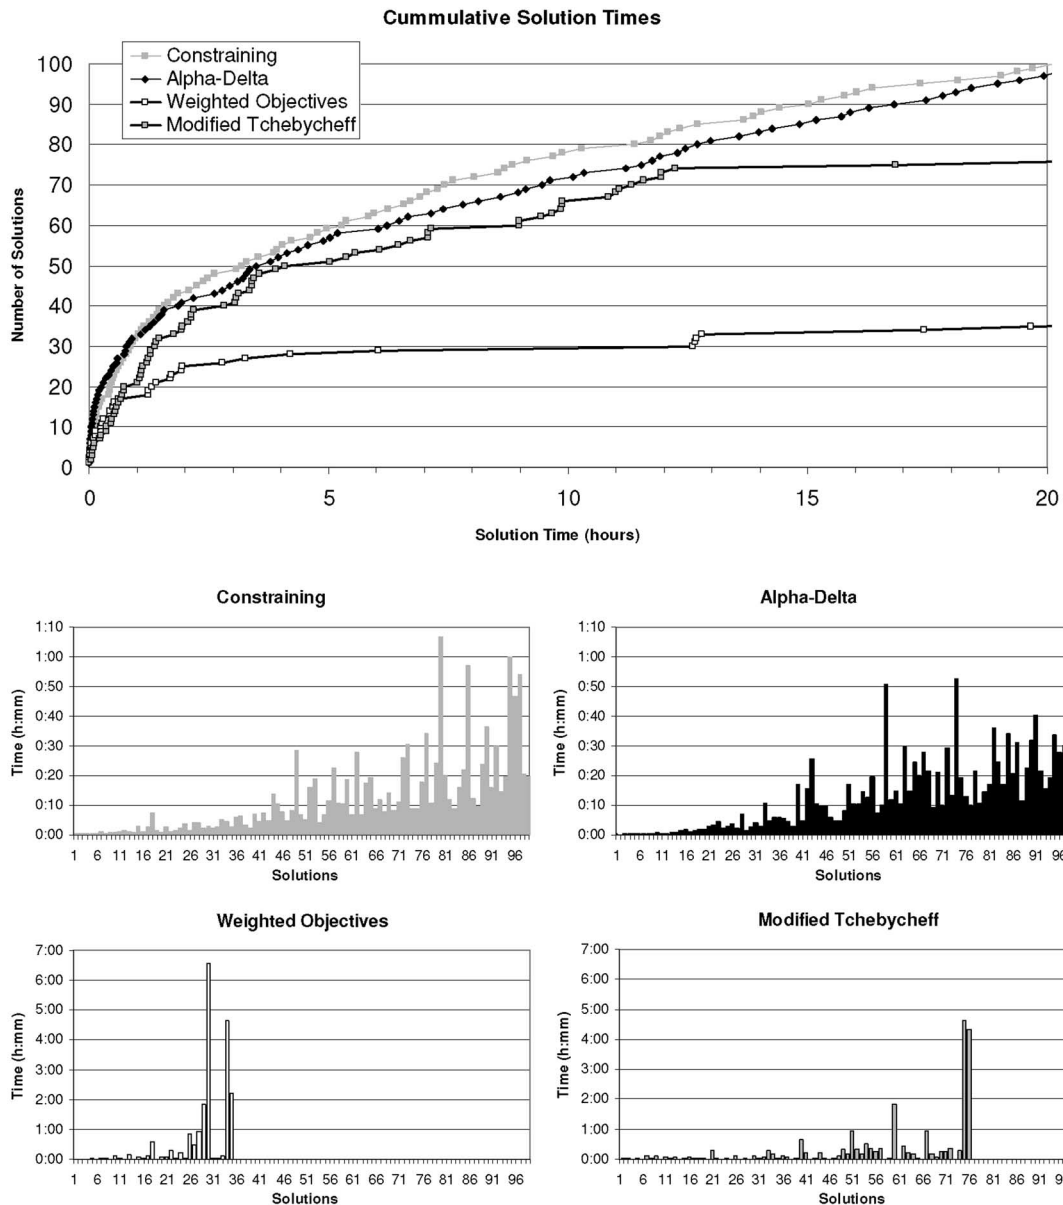 Cummulative Solution Times
Constraining
Alpha-Delta
Weighted Objectives
Modified Tchebycheff
Number of Solutions
100
90
80
70
60
50
40
30
20
10
0
0 5 10 15 20
Solution Time (hours)
Constraining
Time (h:mm)
1:10
1:00
0:50
0:40
0:30
0:20
0:10
0:00
1 6 11 16 21 26 31 36 41 46 51 56 61 66 71 76 81 86 91 96
Solutions
Alpha-Delta
Time (h:mm)
1:10
1:00
0:50
0:40
0:30
0:20
0:10
0:00
1 6 11 16 21 26 31 36 41 46 51 56 61 66 71 76 81 86 91 96
Solutions
Weighted Objectives
Time (h:mm)
7:00
6:00
5:00
4:00
3:00
2:00
1:00
0:00
1 6 11 16 21 26 31 36 41 46 51 56 61 66 71 76 81 86 91 96
Solutions
Modified Tchebycheff
Time (h:mm)
7:00
6:00
5:00
4:00
3:00
2:00
1:00
0:00
1 6 11 16 21 26 31 36 41 46 51 56 61 66 71 76 81 86 91 96
Solutions